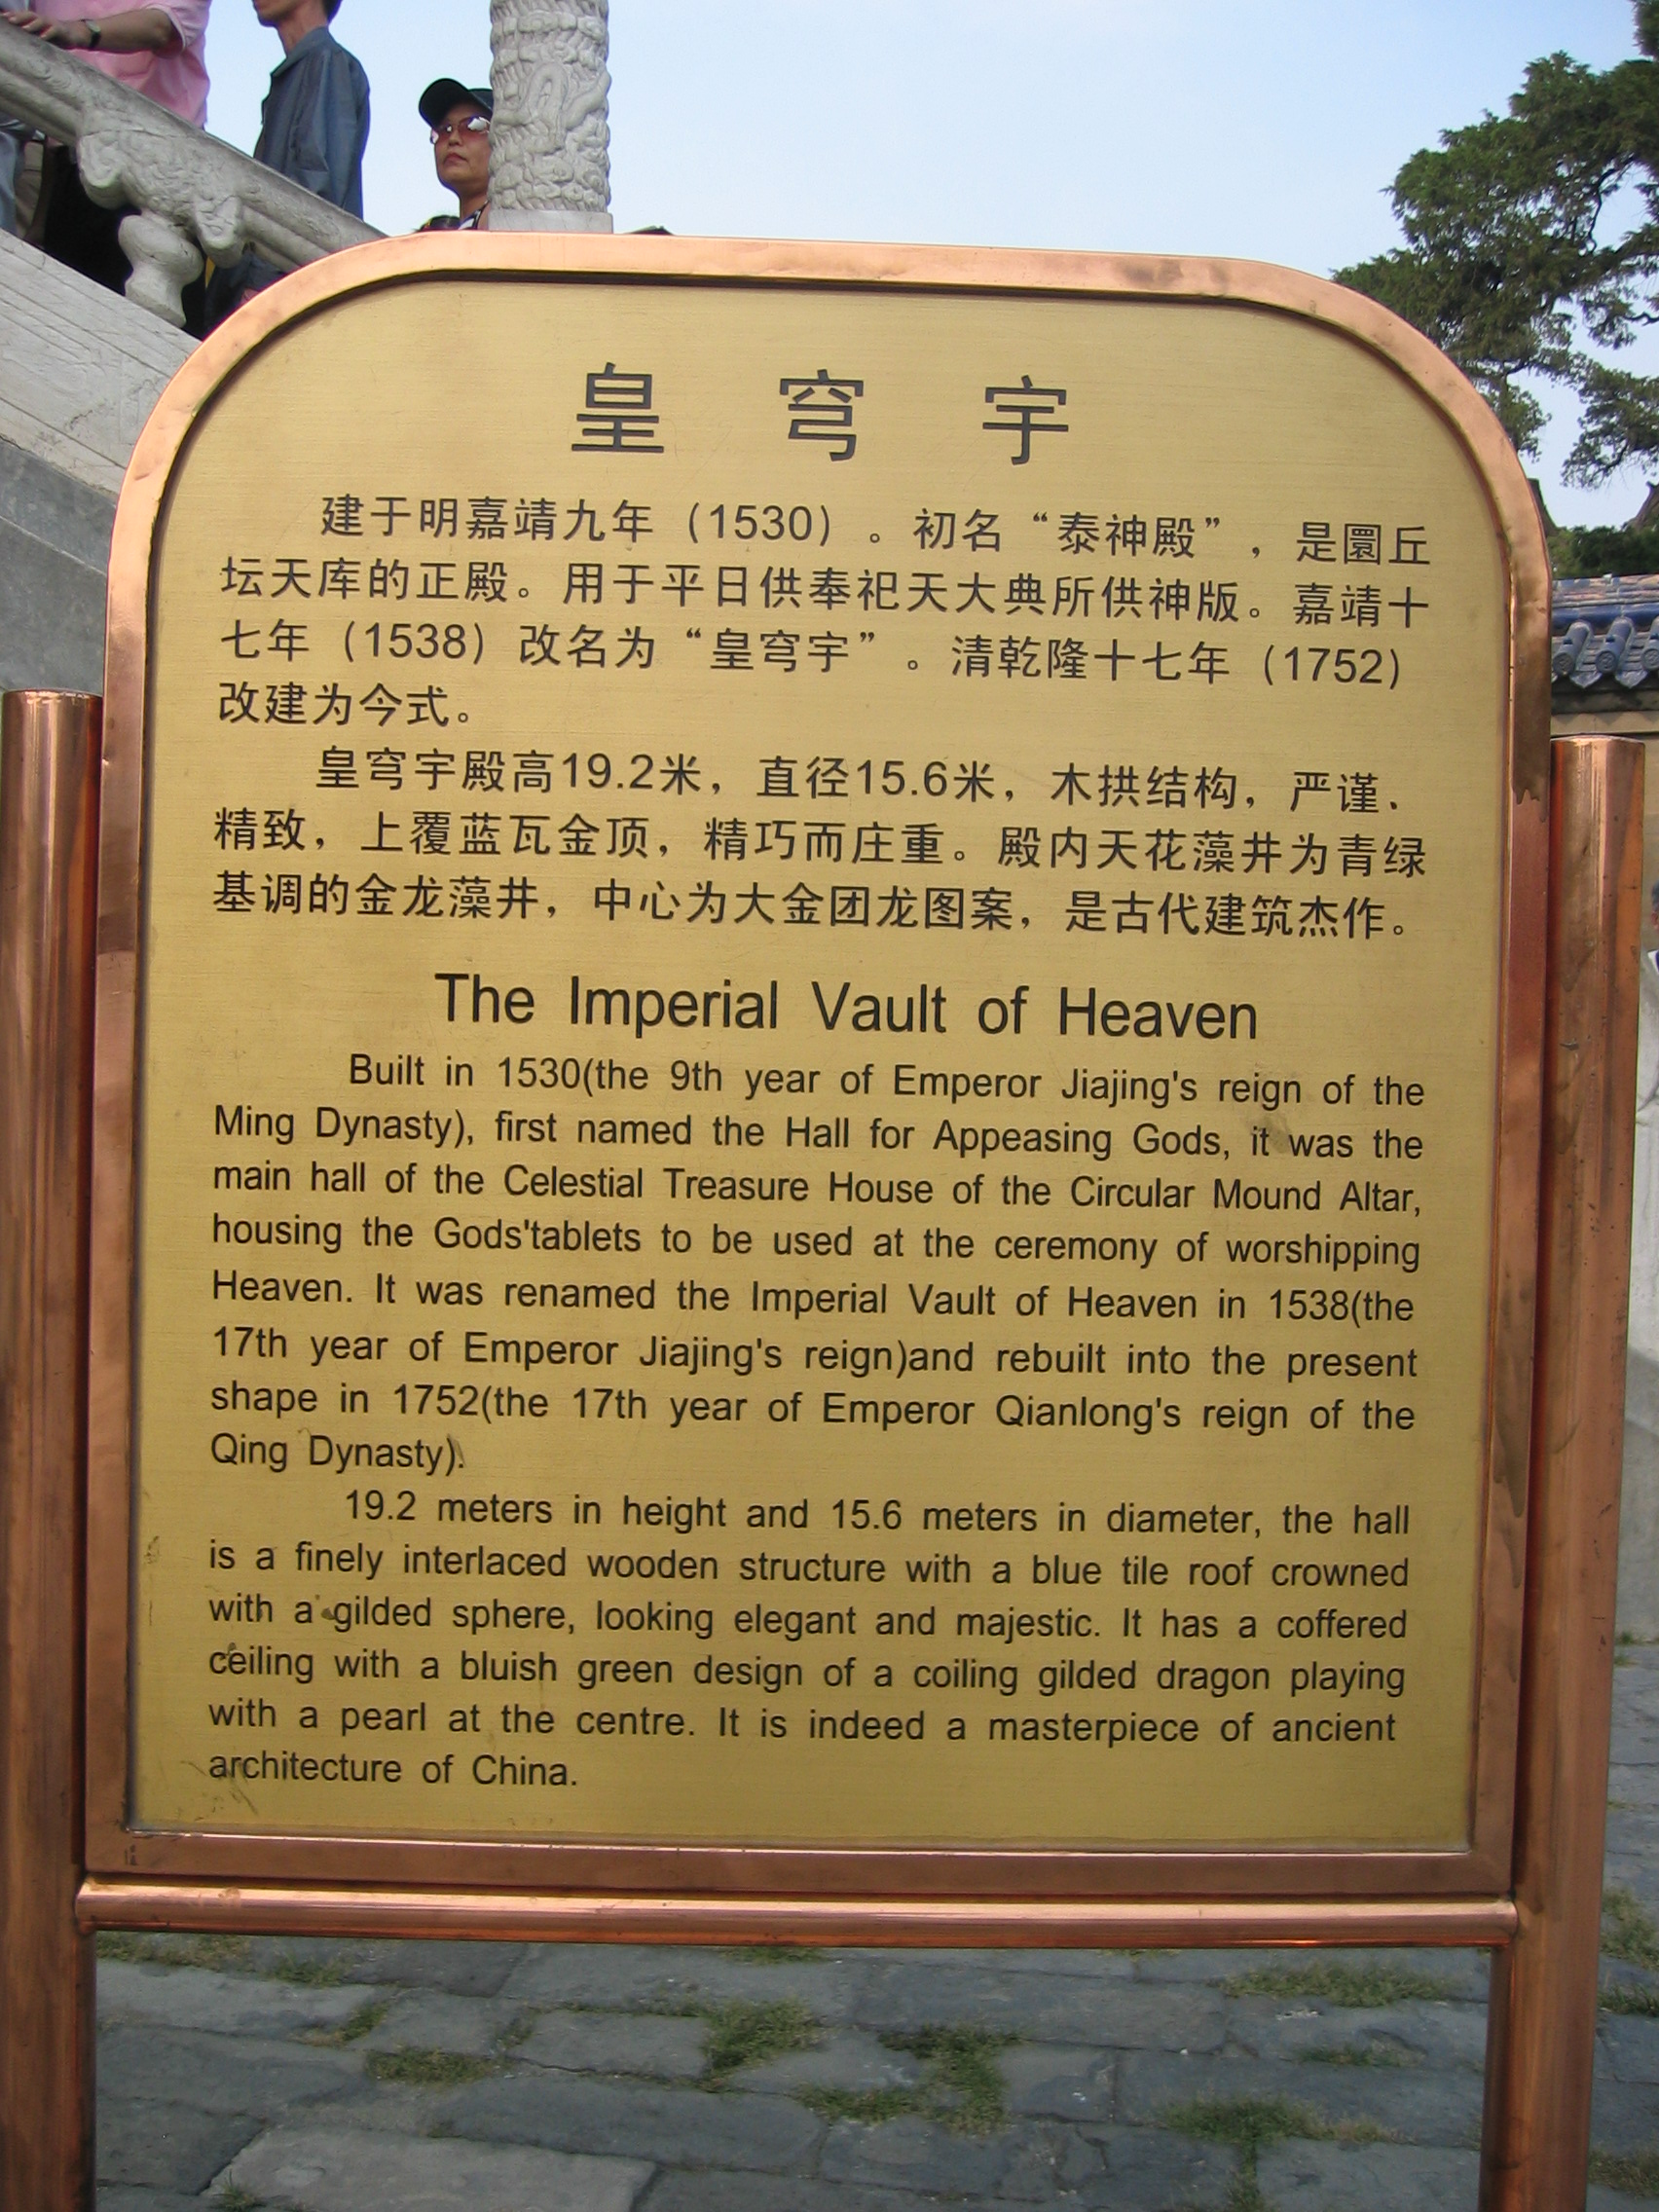 皇穹宇
建于明嘉靖九年（1530）。初名“泰神殿”，是圜丘
坛天库的正殿。用于平日供奉祀天大典所供神版。嘉靖十
七年（1538）改名为“皇穹宇”。清乾隆十七年（1752）
改建为今式。
皇穹宇殿高19.2米，直径15.6米，木拱结构，严谨、
精致，上覆蓝瓦金顶，精巧而庄重。殿内天花藻井为青绿
基调的金龙藻井，中心为大金团龙图案，是古代建筑杰作。
The Imperial Vault of Heaven
Built in 1530(the 9th year of Emperor Jiajing's reign of the
Ming Dynasty), first named the Hall for Appeasing Gods, it was the
main hall of the Celestial Treasure House of the Circular Mound Altar,
housing the Gods'tablets to be used at the ceremony of worshipping
Heaven. It was renamed the Imperial Vault of Heaven in 1538(the
17th year of Emperor Jiajing's reign)and rebuilt into the present
shape in 1752(the 17th year of Emperor Qianlong's reign of the
Qing Dynasty).
19.2 meters in height and 15.6 meters in diameter, the hall
is a finely interlaced wooden structure with a blue tile roof crowned
with a gilded sphere, looking elegant and majestic. It has a coffered
ceiling with a bluish green design of a coiling gilded dragon playing
with a pearl at the centre. It is indeed a masterpiece of ancient
architecture of China.